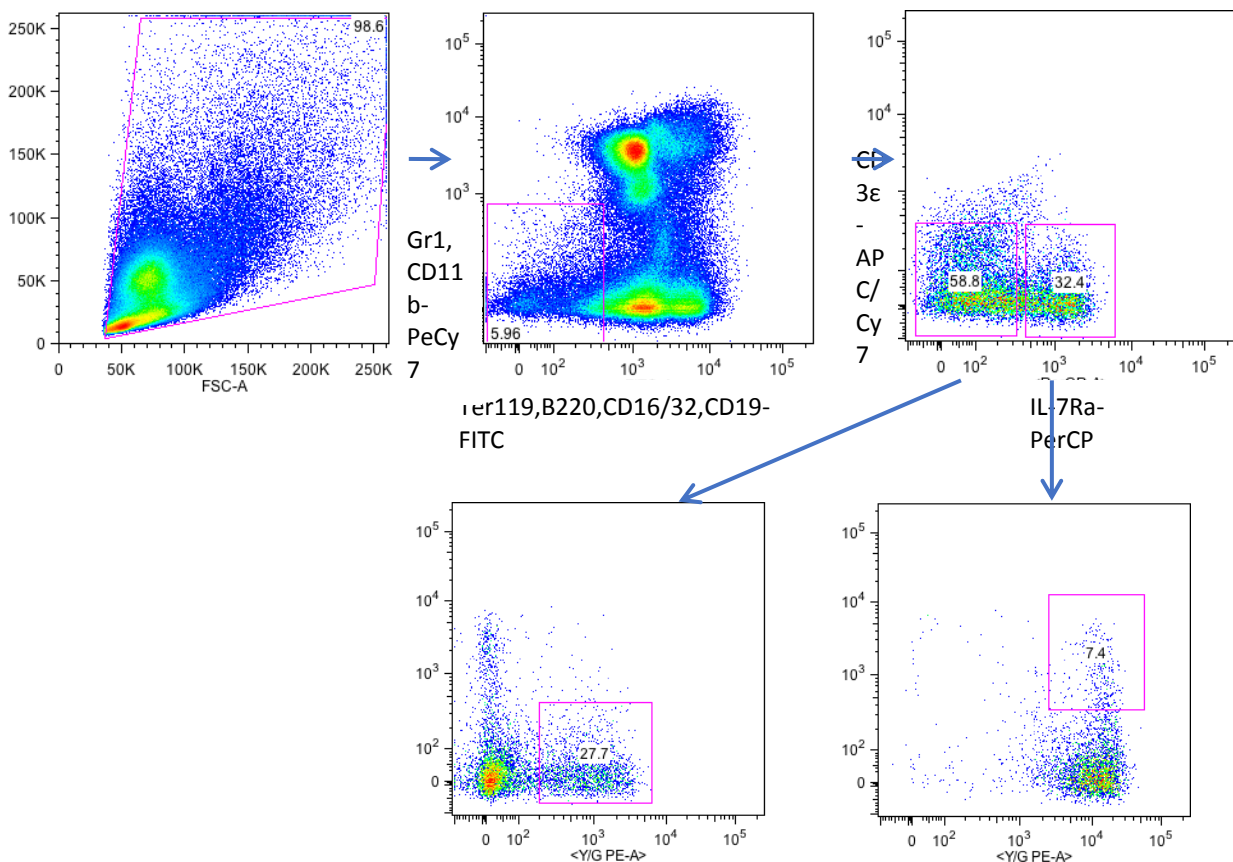 250K
200K
150K
100K
50K
0
98.6
0
50K
100K
150K
200K
250K
FSC-A
Gr1,
CD11
b-
PeCy
7
10^5
10^4
10^3
5.96
0
10^2
10^3
10^4
10^5
Ter119,B220,CD16/32,CD19-
FITC
3ε
-
AP
C/
Cy
7
10^5
10^4
58.8
32.4
0
10^2
10^3
10^4
10^5
IL-7Ra-
PerCP
10^5
10^4
10^3
10^2
0
27.7
0
10^2
10^3
10^4
10^5
<Y/G PE-A>
10^5
10^4
10^3
10^2
0
7.4
0
10^2
10^3
10^4
10^5
<Y/G PE-A>